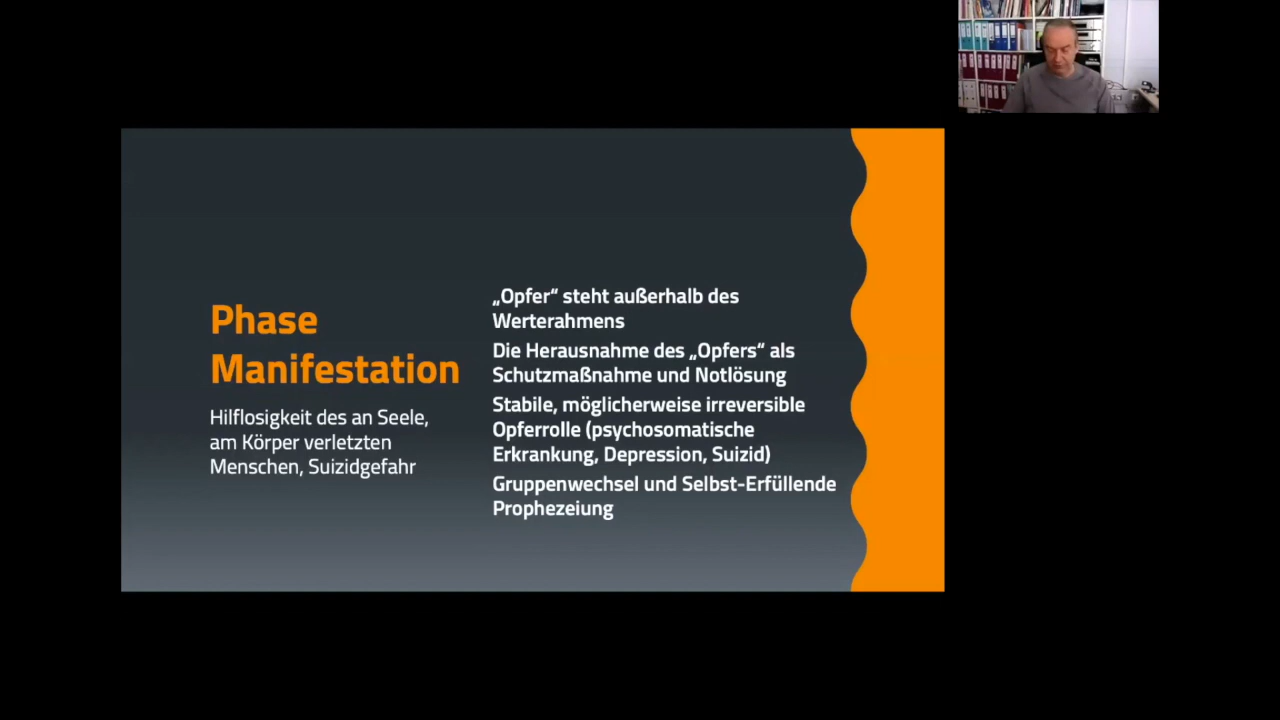 Phase
Manifestation
Hilflosigkeit des an Seele,
am Körper verletzten
Menschen, Suizidgefahr
„Opfer“ steht außerhalb des
Werterahmens
Die Herausnahme des „Opfers“ als
Schutzmaßnahme und Notlösung
Stabile, möglicherweise irreversible
Opferrolle (psychosomatische
Erkrankung, Depression, Suizid)
Gruppenwechsel und Selbst-Erfüllende
Prophezeiung